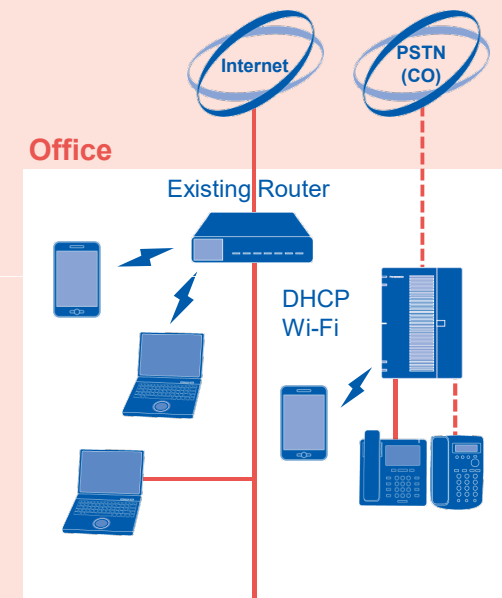 Internet
PSTN
(CO)
Office
Existing Router
DHCP
Wi-Fi